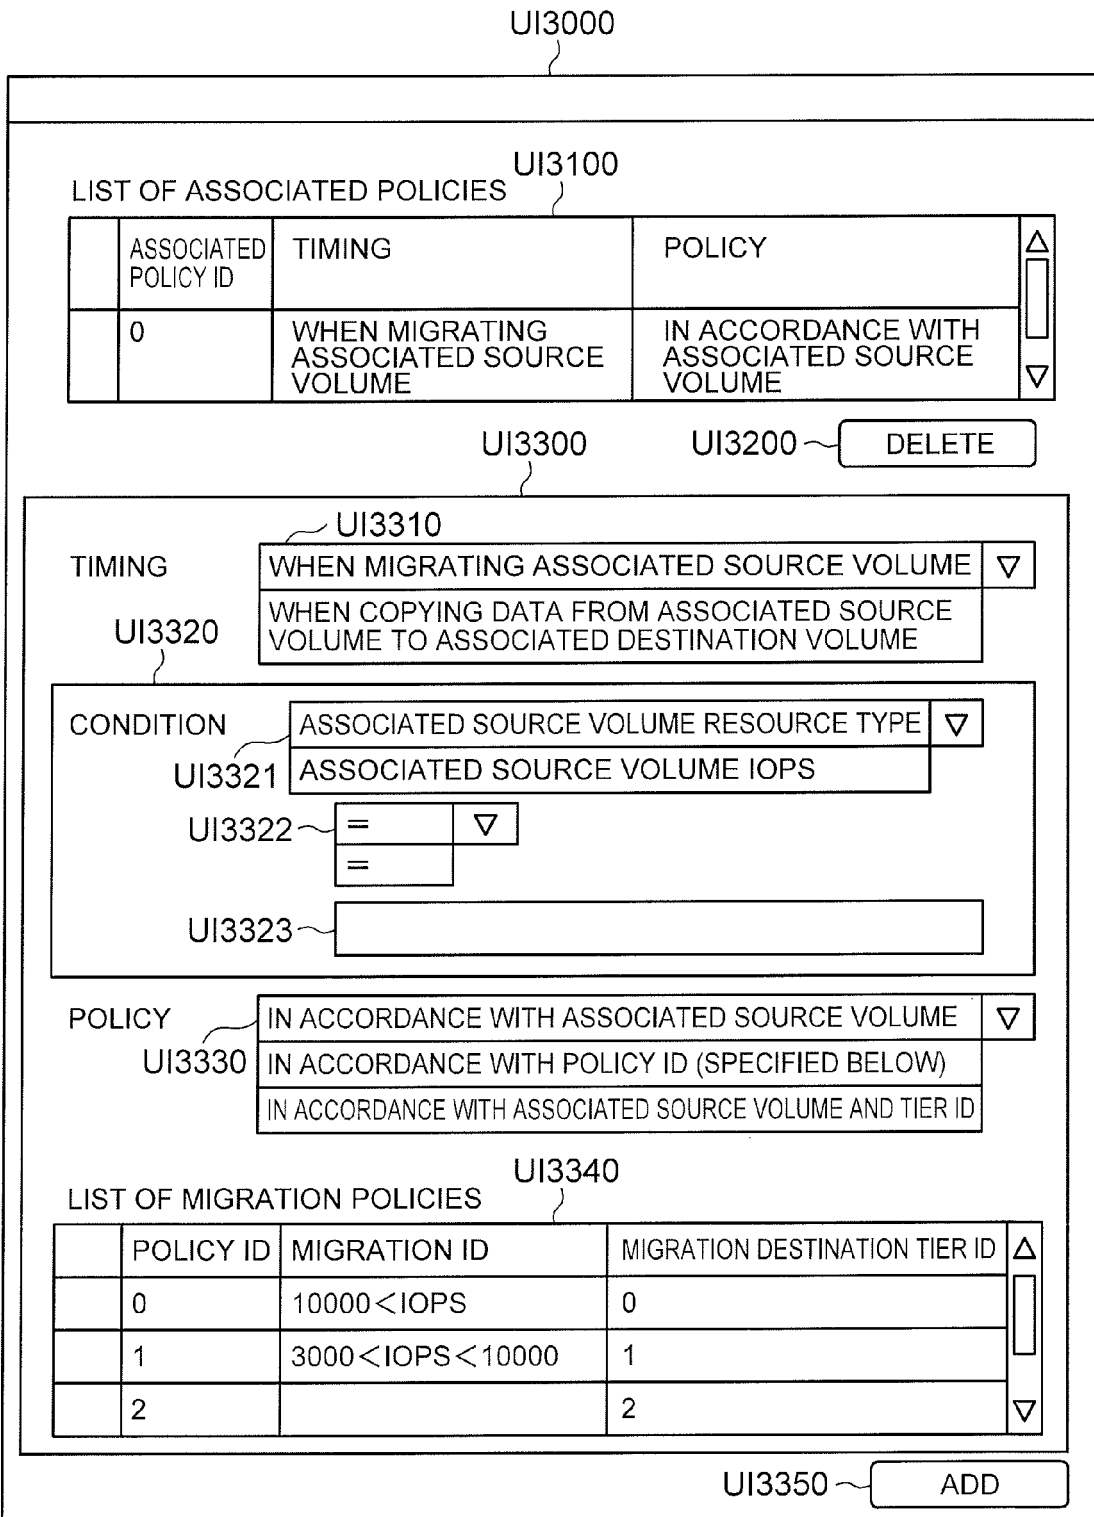 UI3000
UI3100
LIST OF ASSOCIATED POLICIES
ASSOCIATED
POLICY ID
TIMING
POLICY
0
WHEN MIGRATING
ASSOCIATED SOURCE
VOLUME
IN ACCORDANCE WITH
ASSOCIATED SOURCE
VOLUME
UI3300
UI3200
DELETE
UI3310
TIMING
WHEN MIGRATING ASSOCIATED SOURCE VOLUME
WHEN COPYING DATA FROM ASSOCIATED SOURCE
VOLUME TO ASSOCIATED DESTINATION VOLUME
UI3320
CONDITION
ASSOCIATED SOURCE VOLUME RESOURCE TYPE
UI3321
ASSOCIATED SOURCE VOLUME IOPS
UI3322
=
=
UI3323
POLICY
IN ACCORDANCE WITH ASSOCIATED SOURCE VOLUME
UI3330
IN ACCORDANCE WITH POLICY ID (SPECIFIED BELOW)
IN ACCORDANCE WITH ASSOCIATED SOURCE VOLUME AND TIER ID
UI3340
LIST OF MIGRATION POLICIES
POLICY ID MIGRATION ID MIGRATION DESTINATION TIER ID
0 10000<IOPS 0
1 3000<IOPS<10000 1
2 2
UI3350
ADD